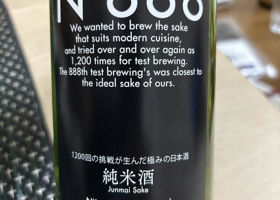 We wanted to brew the sake
that suits modern cuisine,
and tried over and over again as
1,200 times for test brewing.
The 888th test brewing's was closest to
the ideal sake of ours.
1200回の挑戦が生んだ極みの日本酒
純米酒
Junmai Sake